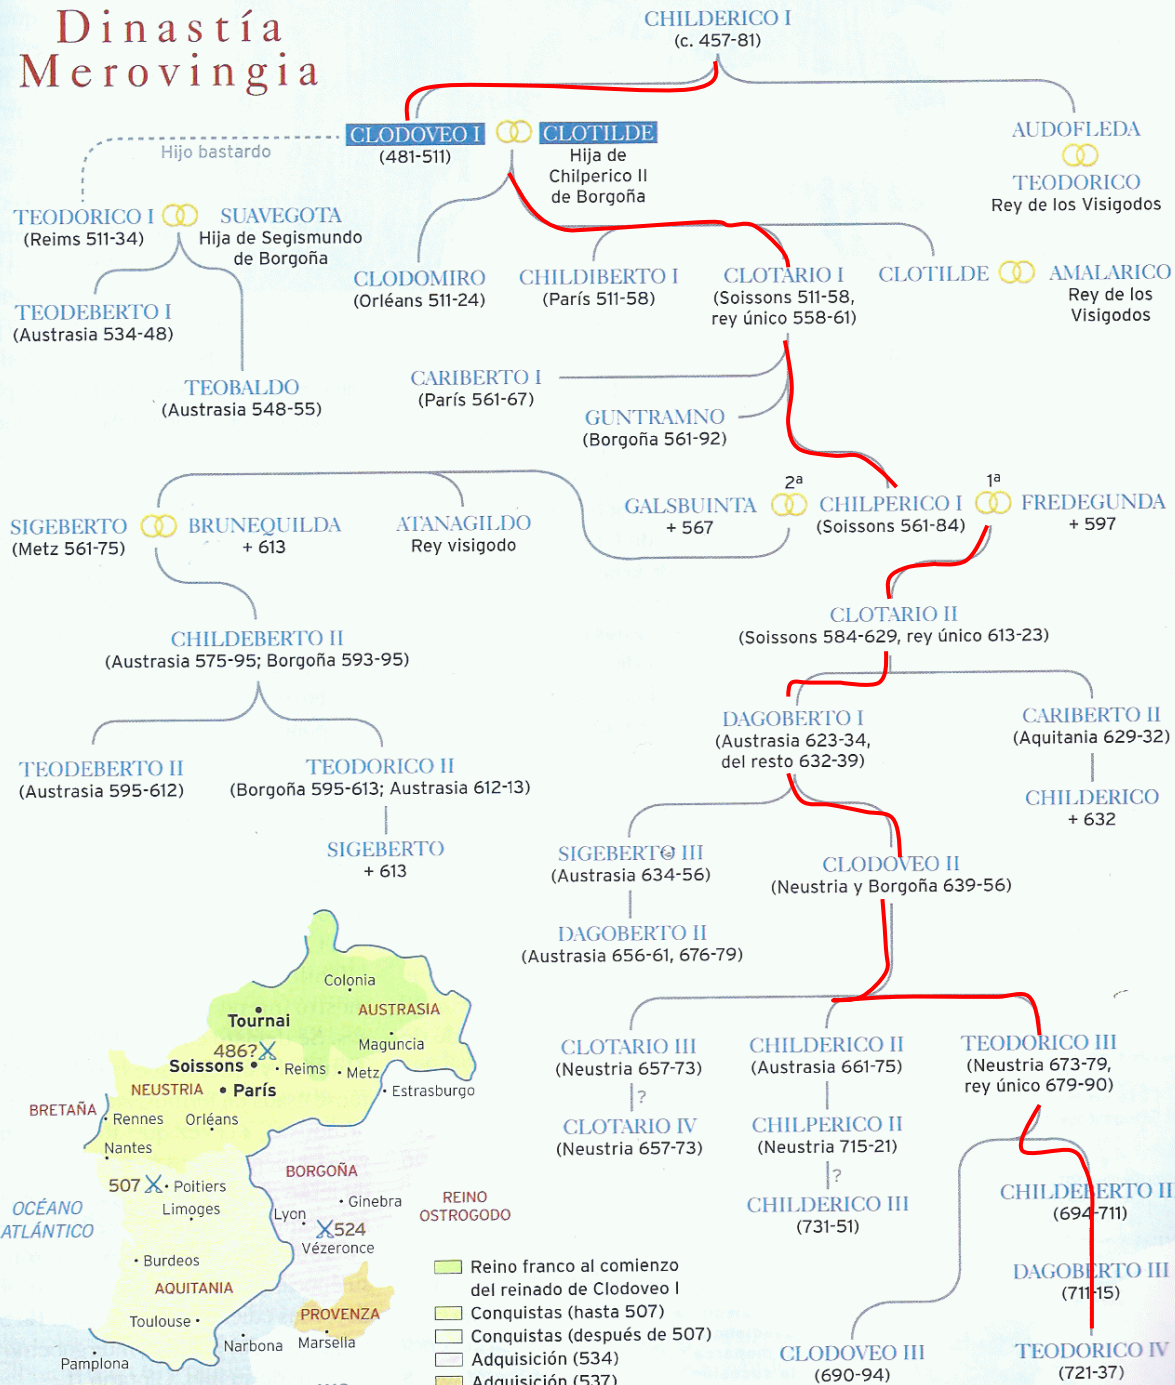 Dinastía
Merovingia
CHILDERICO I
(c. 457-81)
CLODOVEO I
(481-511)
CLOTILDE
Hija de
Chilperico II
de Borgoña
AUDOFLEDA
TEODORICO
Rey de los Visigodos
Hijo bastardo
TEODORICO I
(Reims 511-34)
SUAVEGOTA
Hija de Segismundo
de Borgoña
CLODOMIRO
(Orléans 511-24)
CHILDIBERTO I
(París 511-58)
CLOTARIO I
(Soissons 511-58,
rey único 558-61)
CLOTILDE
AMALARICO
Rey de los
Visigodos
TEODEBERTO I
(Austrasia 534-48)
TEOBALDO
(Austrasia 548-55)
CARIBERTO I
(París 561-67)
GUNTRAMNO
(Borgoña 561-92)
SIGEBERTO
(Metz 561-75)
BRUNEQUILDA
+ 613
ATANAGILDO
Rey visigodo
GALSBUINTA
+ 567
2ª
CHILPERICO I
(Soissons 561-84)
1ª
FREDEGUNDA
+ 597
CLOTARIO II
(Soissons 584-629, rey único 613-23)
CHILDEBERTO II
(Austrasia 575-95; Borgoña 593-95)
DAGOBERTO I
(Austrasia 623-34,
del resto 632-39)
CARIBERTO II
(Aquitania 629-32)
TEODEBERTO II
(Austrasia 595-612)
TEODORICO II
(Borgoña 595-613; Austrasia 612-13)
CHILDERICO
+ 632
SIGEBERTO
+ 613
SIGEBERTO III
(Austrasia 634-56)
CLODOVEO II
(Neustria y Borgoña 639-56)
DAGOBERTO II
(Austrasia 656-61, 676-79)
CLOTARIO III
(Neustria 657-73)
?
CLOTARIO IV
(Neustria 657-73)
CHILDERICO II
(Austrasia 661-75)
CHILPERICO II
(Neustria 715-21)
?
CHILDERICO III
(731-51)
TEODORICO III
(Neustria 673-79,
rey único 679-90)
CHILDEBERTO II
(694-711)
DAGOBERTO III
(711-15)
CLODOVEO III
(690-94)
TEODORICO IV
(721-37)
Colonia
Tournai
AUSTRASIA
486?
Maguncia
Soissons
Reims
Metz
NEUSTRIA
París
Estrasburgo
BRETAÑA
Rennes
Orléans
Nantes
BORGOÑA
507
Poitiers
Ginebra
REINO
OSTROGODO
OCÉANO
ATLÁNTICO
Limoges
Lyon
524
Vézeronce
Burdeos
AQUITANIA
PROVENZA
Toulouse
Narbona
Marsella
Pamplona
Reino franco al comienzo
del reinado de Clodoveo I
Conquistas (hasta 507)
Conquistas (después de 507)
Adquisición (534)
Adquisición (537)